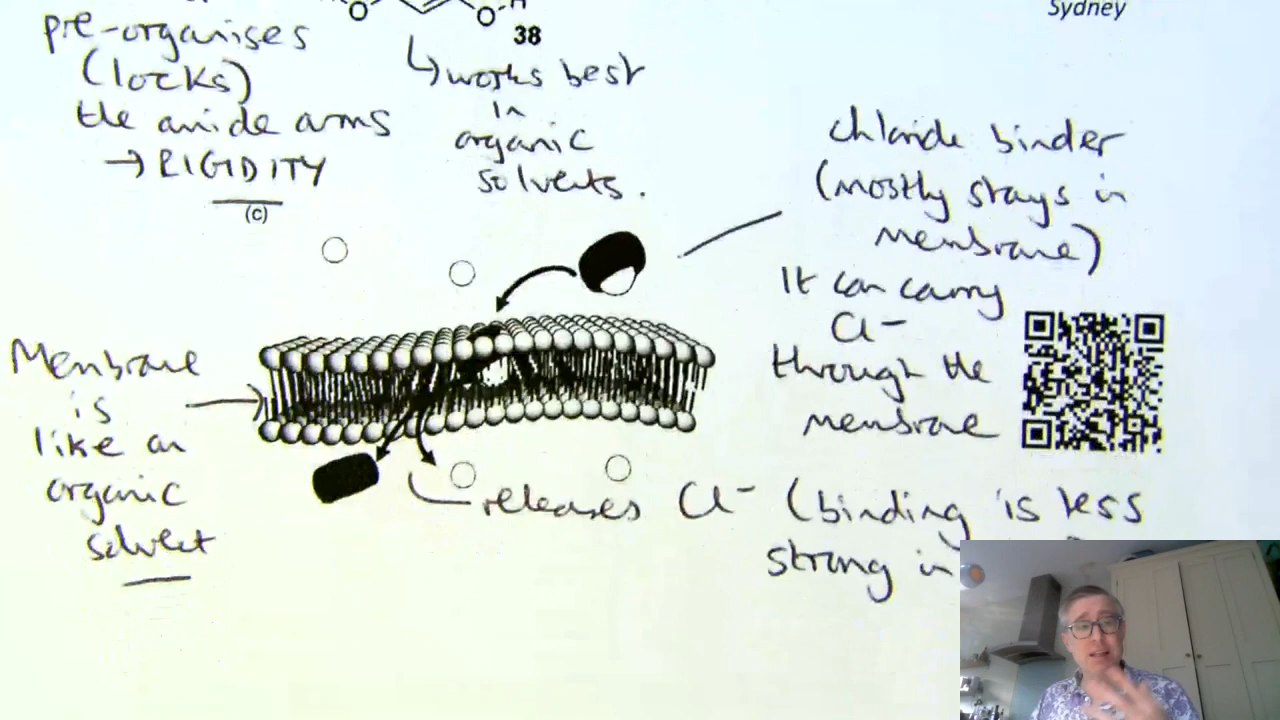 Sydney
O
O
H
38
pre-organises
(locks)
the amide arms
→ RIGIDITY
(c)
↳ works best
in
organic
solvents.
chloride binder
(mostly stays in
membrane)
It can carry
Cl⁻
through the
membrane
Membrane
is
like an
organic
solvent
releases Cl⁻ (binding is less
strong in